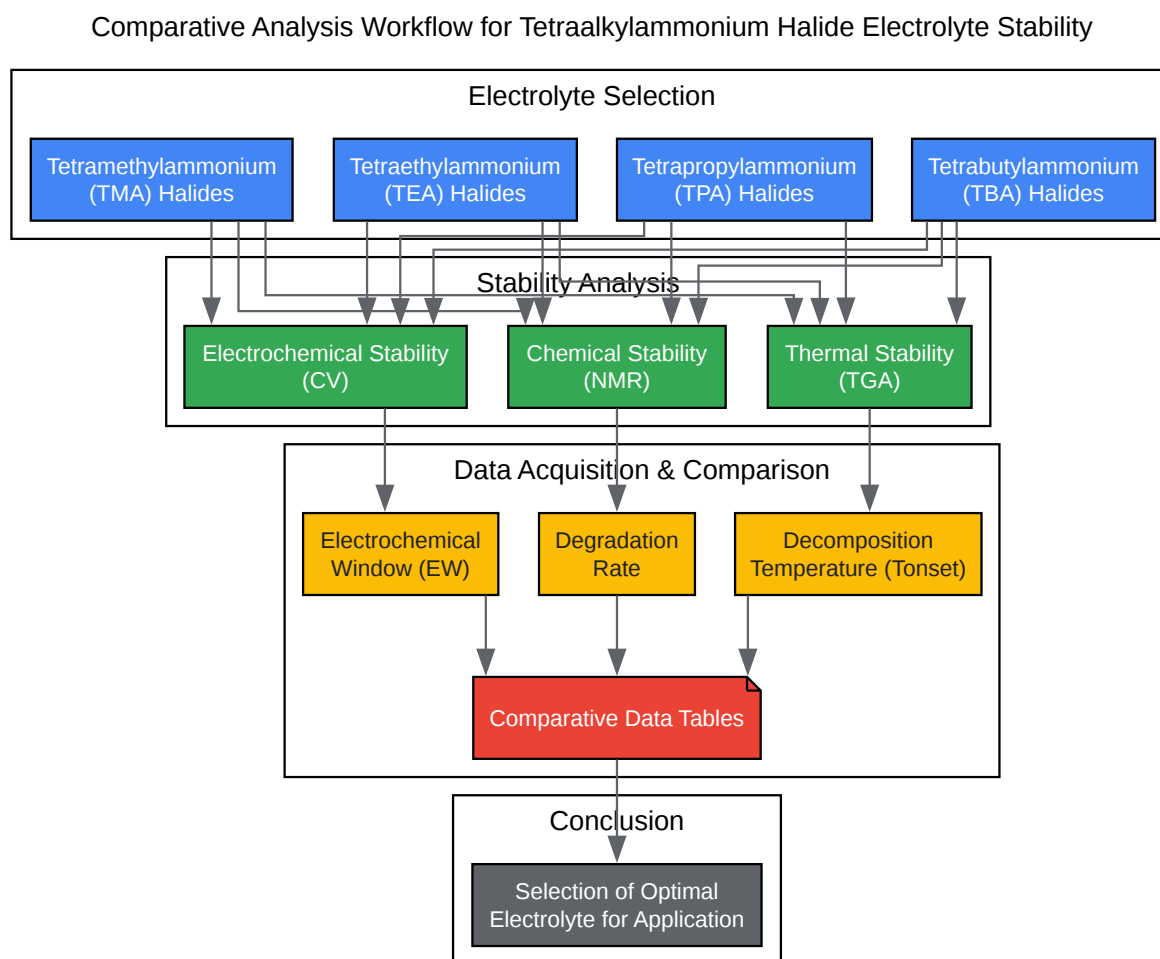 Comparative Analysis Workflow for Tetraalkylammonium Halide Electrolyte Stability
Electrolyte Selection
Tetramethylammonium
(TMA) Halides
Tetraethylammonium
(TEA) Halides
Tetrapropylammonium
(TPA) Halides
Tetrabutylammonium
(TBA) Halides
Stability Analysis
Electrochemical Stability
(CV)
Chemical Stability
(NMR)
Thermal Stability
(TGA)
Data Acquisition & Comparison
Electrochemical
Window (EW)
Degradation
Rate
Decomposition
Temperature (Tonset)
Comparative Data Tables
Conclusion
Selection of Optimal
Electrolyte for Application